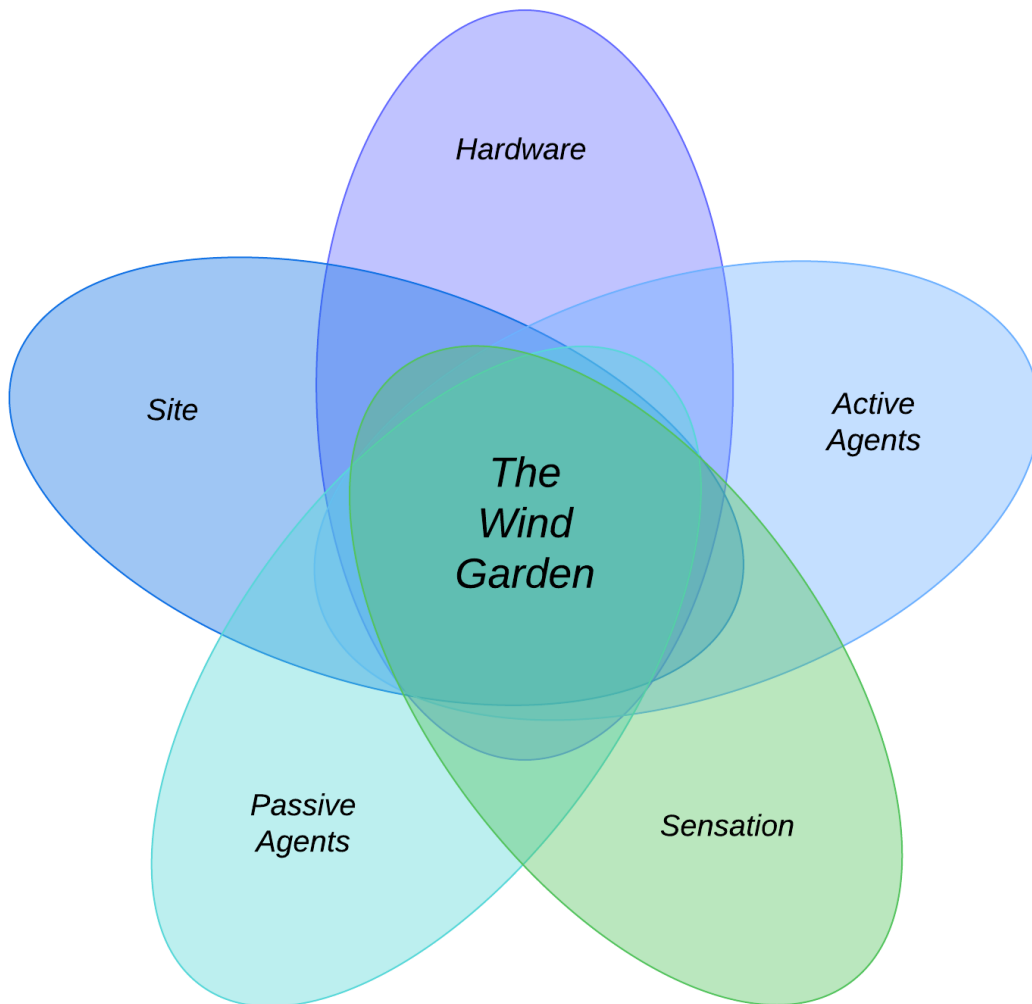 Hardware
Site
Active
Agents
The
Wind
Garden
Passive
Agents
Sensation